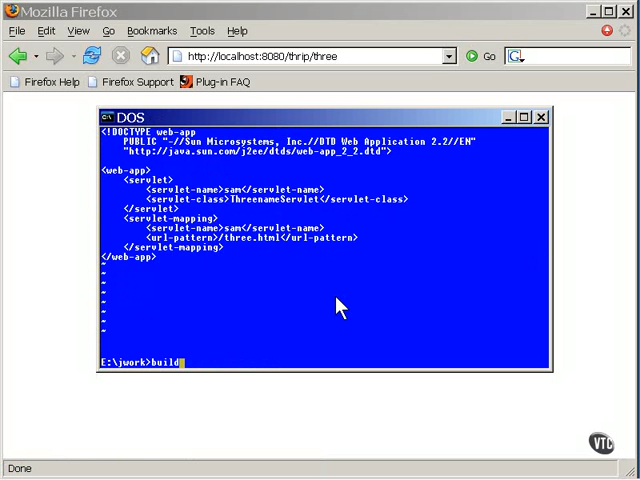 Mozilla Firefox
File Edit View Go Bookmarks Tools Help
http://localhost:8080/thrip/three Go G
Firefox Help Firefox Support Plug-in FAQ
C:\ DOS
<!DOCTYPE web-app
PUBLIC "-//Sun Microsystems, Inc.//DTD Web Application 2.2//EN"
"http://java.sun.com/j2ee/dtds/web-app_2_2.dtd">
<web-app>
<servlet>
<servlet-name>sam</servlet-name>
<servlet-class>ThreenameServlet</servlet-class>
</servlet>
<servlet-mapping>
<servlet-name>sam</servlet-name>
<url-pattern>/three.html</url-pattern>
</servlet-mapping>
</web-app>
~
~
~
~
~
~
~
~
E:\jwork>build
VTC
Done